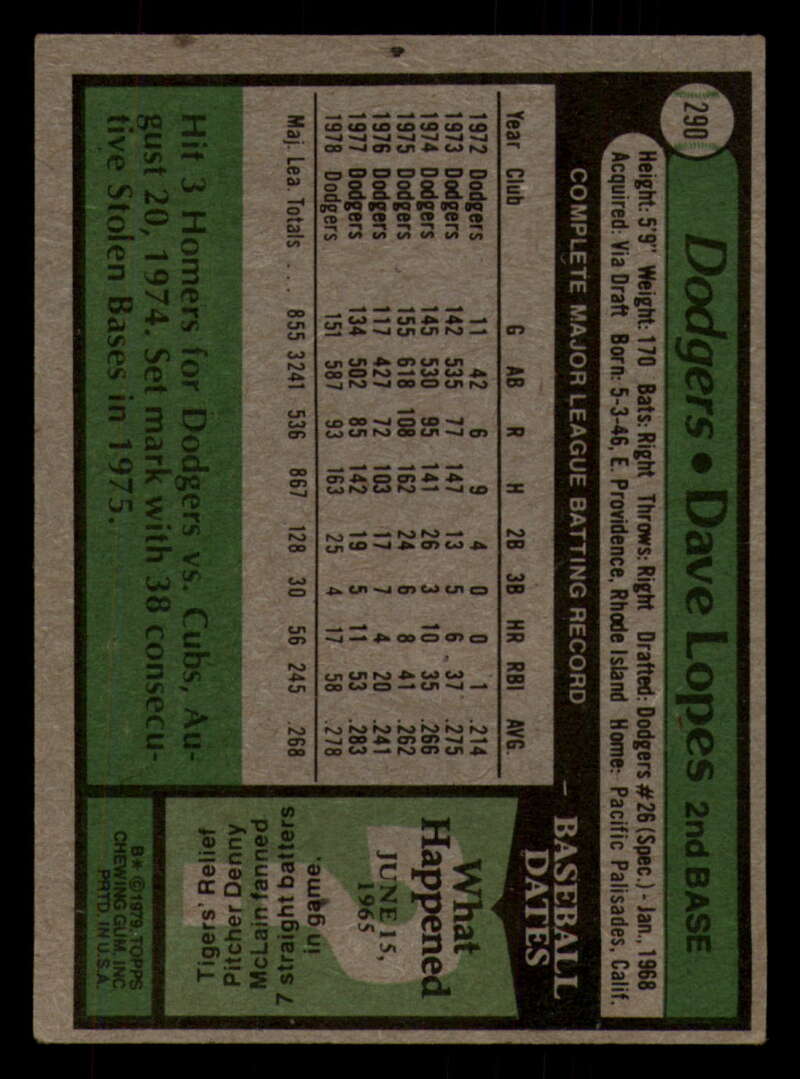 290
Dodgers • Dave Lopes 2nd BASE
Height: 5'9" Weight: 170 Bats: Right Throws: Right Drafted: Dodgers #26 (Spec.) - Jan., 1968
Acquired: Via Draft Born: 5-3-46, E. Providence, Rhode Island Home: Pacific Palisades, Calif.
COMPLETE MAJOR LEAGUE BATTING RECORD
Year Club G AB R H 2B 3B HR RBI AVG.
1972 Dodgers 11 42 6 9 4 0 0 1 .214
1973 Dodgers 142 535 77 147 13 5 6 37 .275
1974 Dodgers 145 530 95 141 26 3 10 35 .266
1975 Dodgers 155 618 108 162 24 6 8 41 .262
1976 Dodgers 117 427 72 103 17 7 4 20 .241
1977 Dodgers 134 502 85 142 19 5 11 53 .283
1978 Dodgers 151 587 93 163 25 4 17 58 .278
Maj. Lea. Totals . . . 855 3241 536 867 128 30 56 245 .268
Hit 3 Homers for Dodgers vs. Cubs, Au-
gust 20, 1974. Set mark with 38 consecu-
tive Stolen Bases in 1975.
BASEBALL
DATES
What
Happened
JUNE 15,
1965
7 straight batters
in game.
McLain fanned
Pitcher Denny
Tigers' Relief
B* © 1979 TOPPS
CHEWING GUM, INC.
PRTD. IN U.S.A.